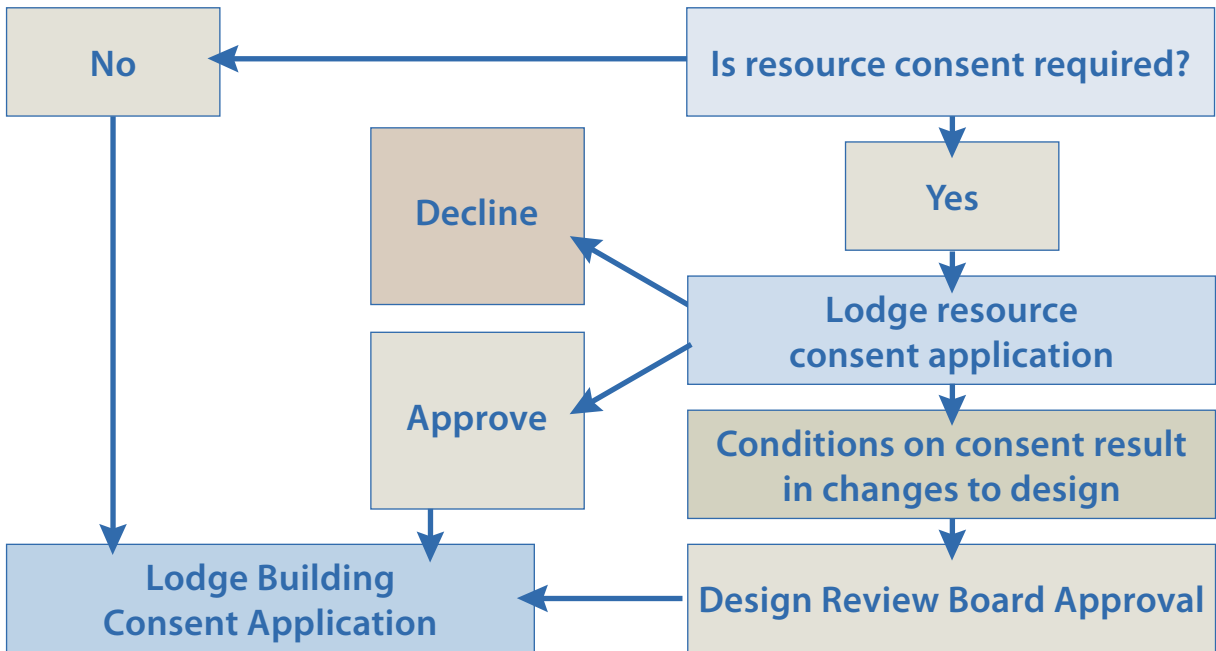 No
Is resource consent required?
Yes
Decline
Lodge resource
consent application
Approve
Conditions on consent result
in changes to design
Lodge Building
Consent Application
Design Review Board Approval